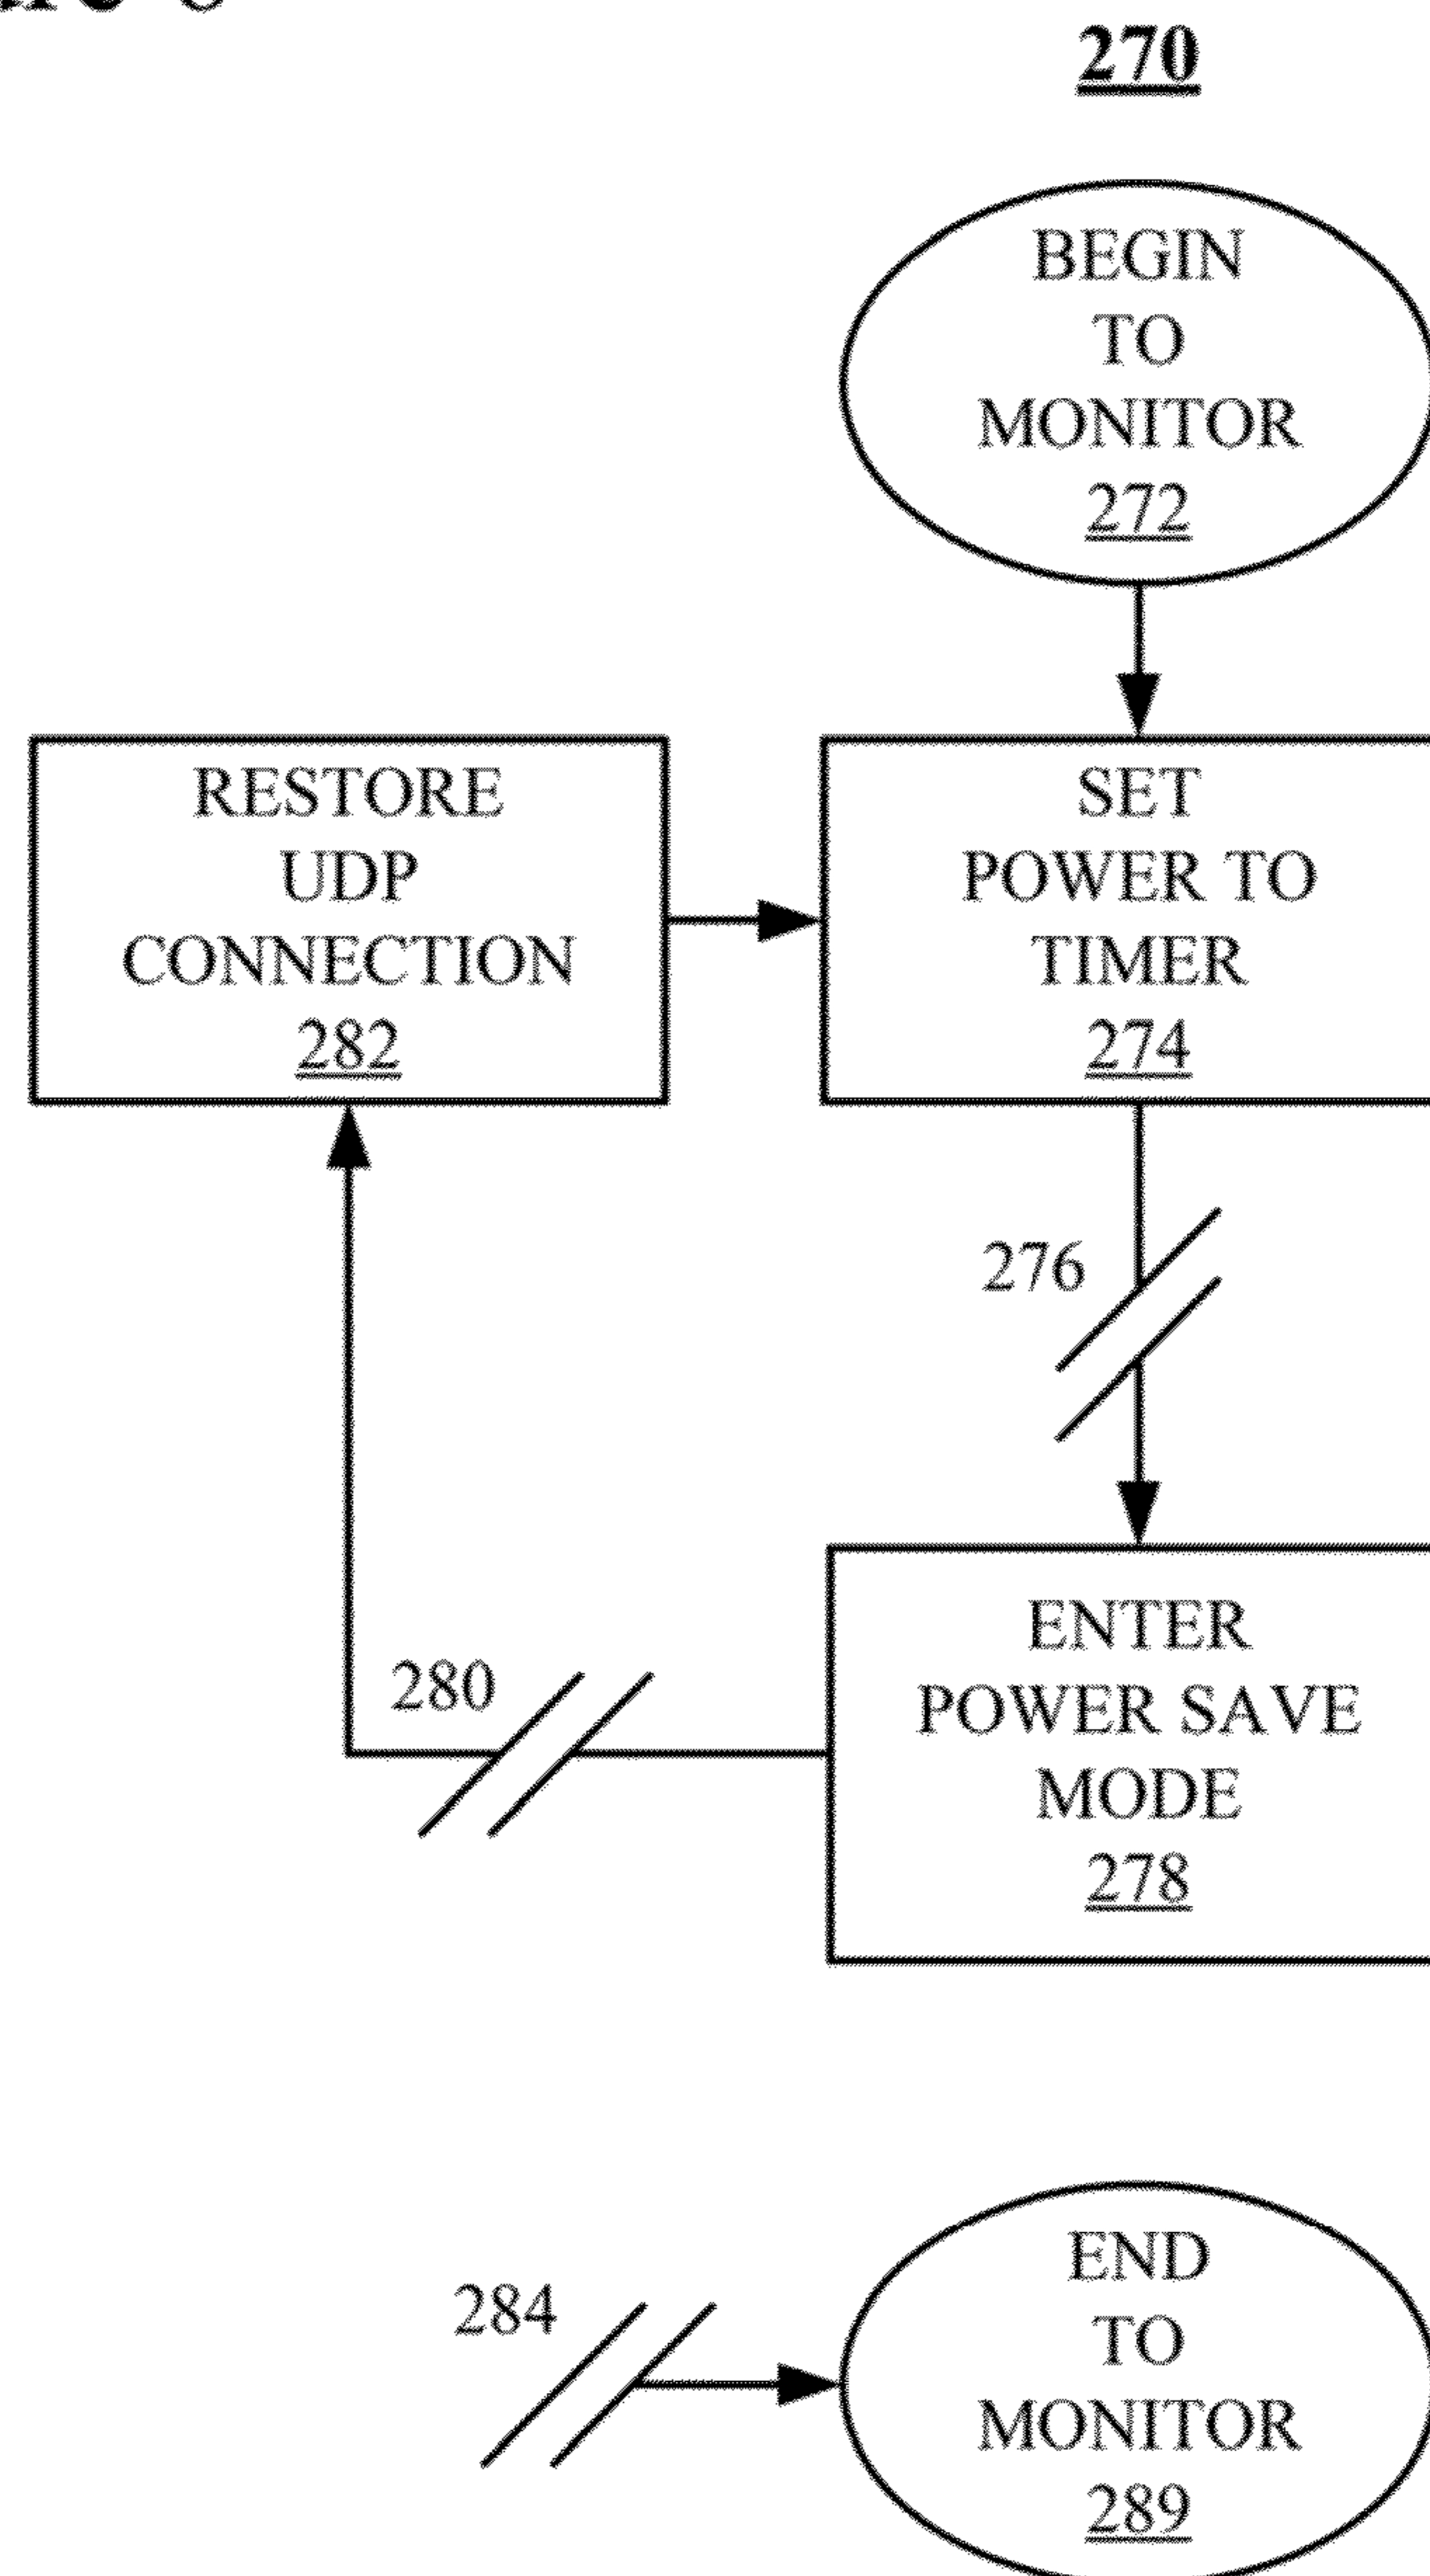 270
BEGIN
TO
MONITOR
272
RESTORE
UDP
CONNECTION
282
SET
POWER TO
TIMER
274
276
ENTER
POWER SAVE
MODE
278
280
284
END
TO
MONITOR
289